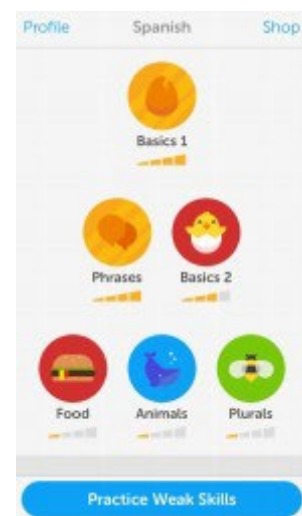 Profile Spanish Shop
Basics 1
Phrases Basics 2
Food Animals Plurals
Practice Weak Skills